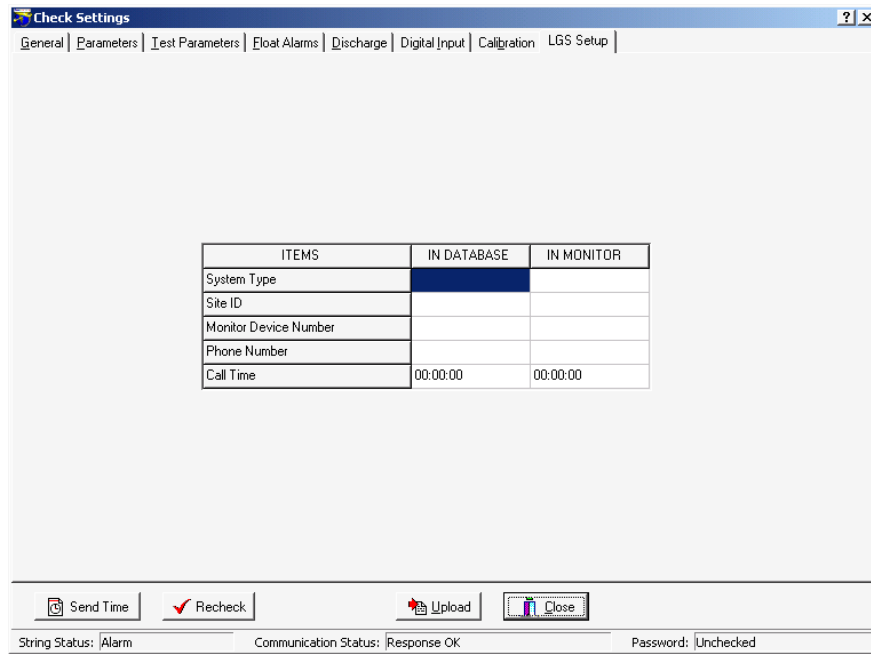 Check Settings
General Parameters Test Parameters Float Alarms Discharge Digital Input Calibration LGS Setup
ITEMS IN DATABASE IN MONITOR
System Type
Site ID
Monitor Device Number
Phone Number
Call Time 00:00:00 00:00:00
Send Time Recheck Upload Close
String Status: Alarm Communication Status: Response OK Password: Unchecked